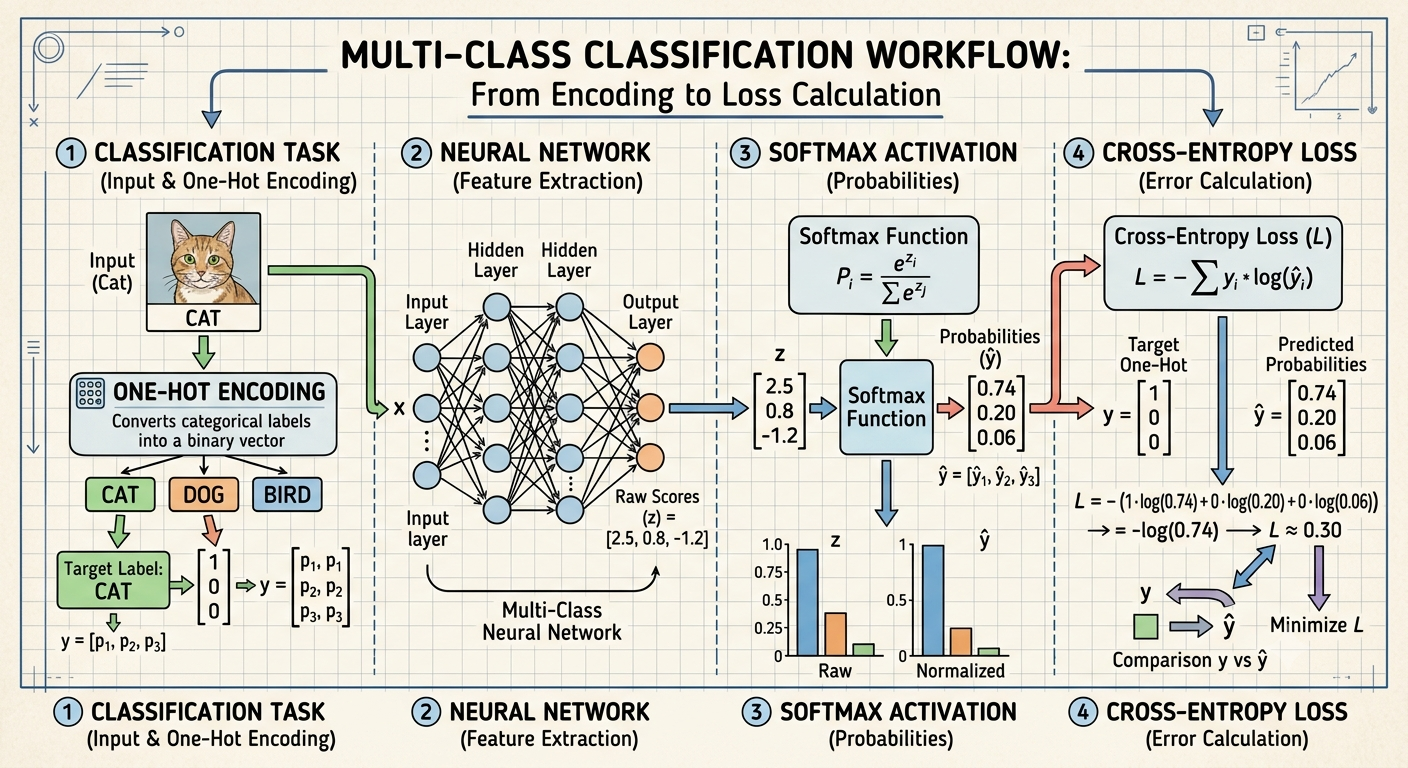 MULTI-CLASS CLASSIFICATION WORKFLOW:
From Encoding to Loss Calculation
1 CLASSIFICATION TASK
(Input & One-Hot Encoding)
Input
(Cat)
CAT
ONE-HOT ENCODING
Converts categorical labels
into a binary vector
CAT DOG BIRD
Target Label:
CAT
[1 0 0]
y = [p₁, p₁
p₂, p₂
p₃, p₃]
y = [p₁, p₂, p₃]
2 NEURAL NETWORK
(Feature Extraction)
Hidden
Layer
Hidden
Layer
Input
Layer
Output
Layer
x
Input
layer
Raw Scores
(z) =
[2.5, 0.8, -1.2]
Multi-Class
Neural Network
3 SOFTMAX ACTIVATION
(Probabilities)
Softmax Function
Pᵢ = e^zᵢ / ∑ e^zⱼ
z
[2.5
0.8
-1.2]
Softmax
Function
Probabilities
(ŷ)
[0.74
0.20
0.06]
ŷ = [ŷ₁, ŷ₂, ŷ₃]
z
1.0
0.75
0.5
0.25
0
Raw
ŷ
1
0.5
0
Normalized
4 CROSS-ENTROPY LOSS
(Error Calculation)
Cross-Entropy Loss (L)
L = - ∑ yᵢ * log(ŷᵢ)
Target
One-Hot
y = [1
0
0]
Predicted
Probabilities
ŷ = [0.74
0.20
0.06]
L = - (1·log(0.74) + 0·log(0.20) + 0·log(0.06))
→ = -log(0.74) → L ≈ 0.30
y
ŷ
Minimize L
Comparison y vs ŷ
1 2
1 CLASSIFICATION TASK
(Input & One-Hot Encoding)
2 NEURAL NETWORK
(Feature Extraction)
3 SOFTMAX ACTIVATION
(Probabilities)
4 CROSS-ENTROPY LOSS
(Error Calculation)